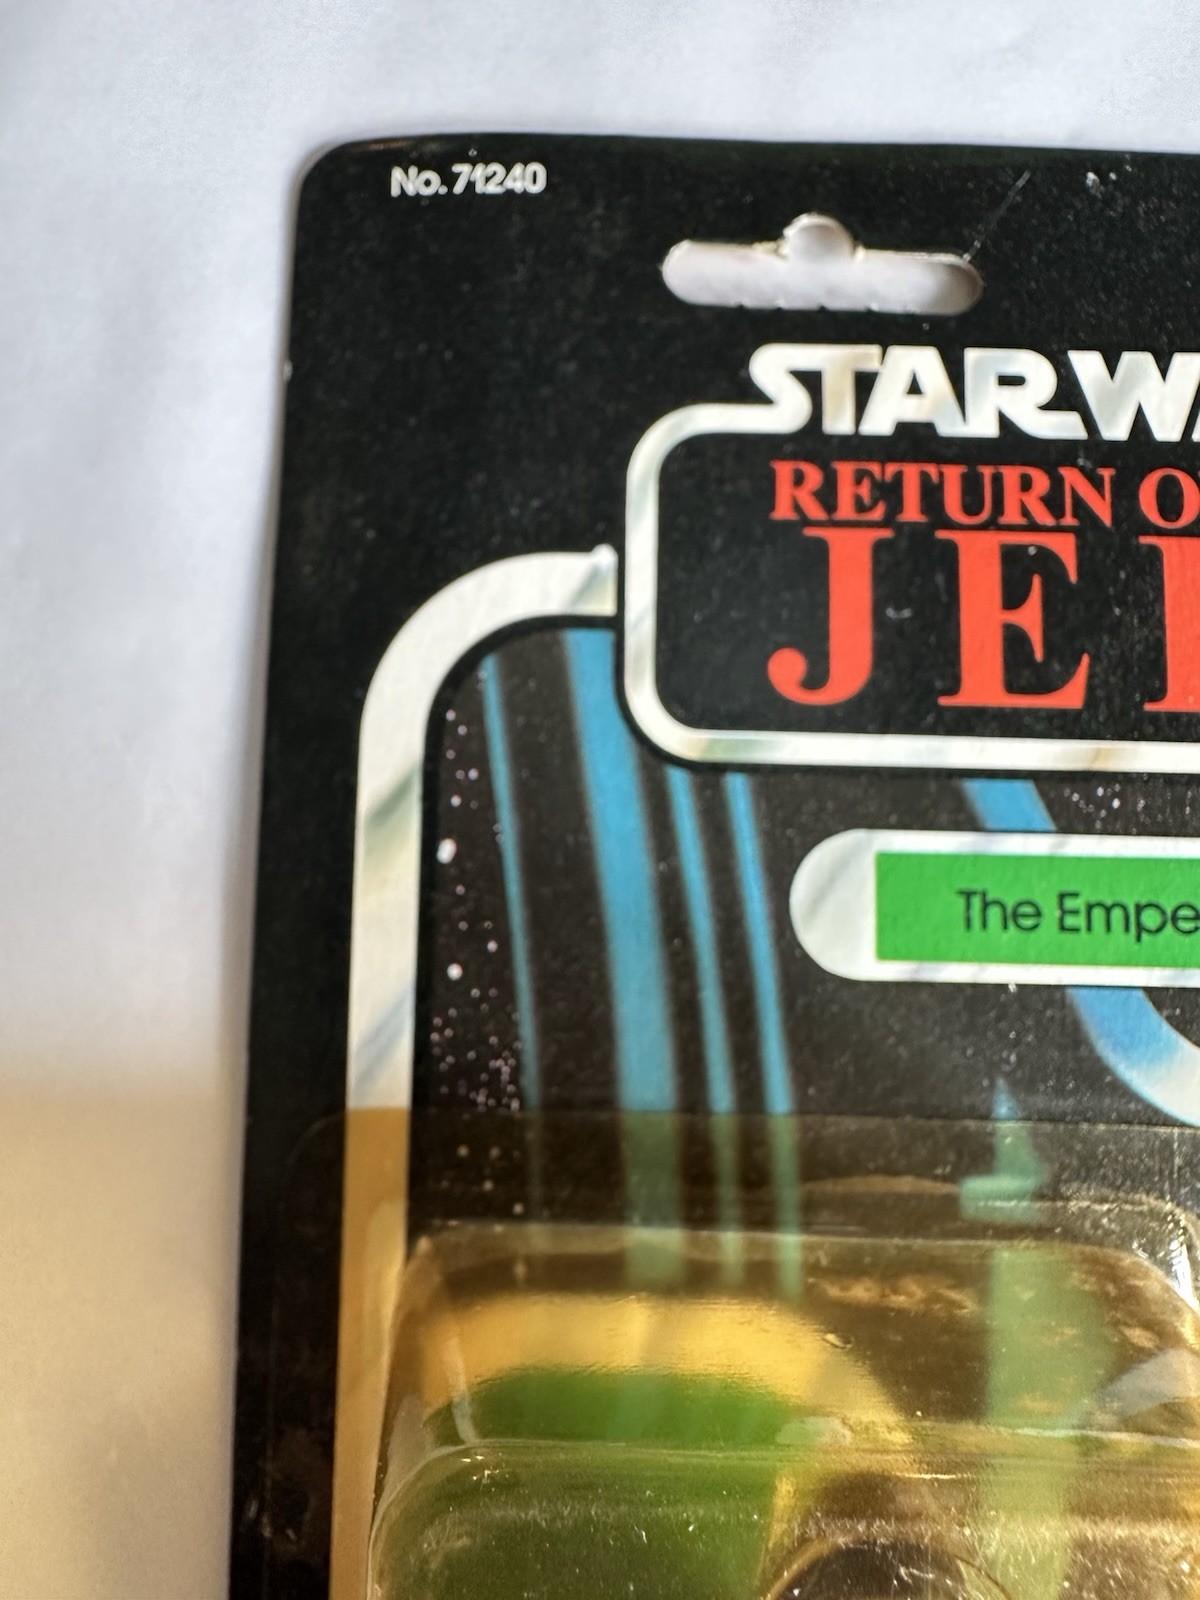 No. 71240
STAR WA
RETURN O
JE
The Empe